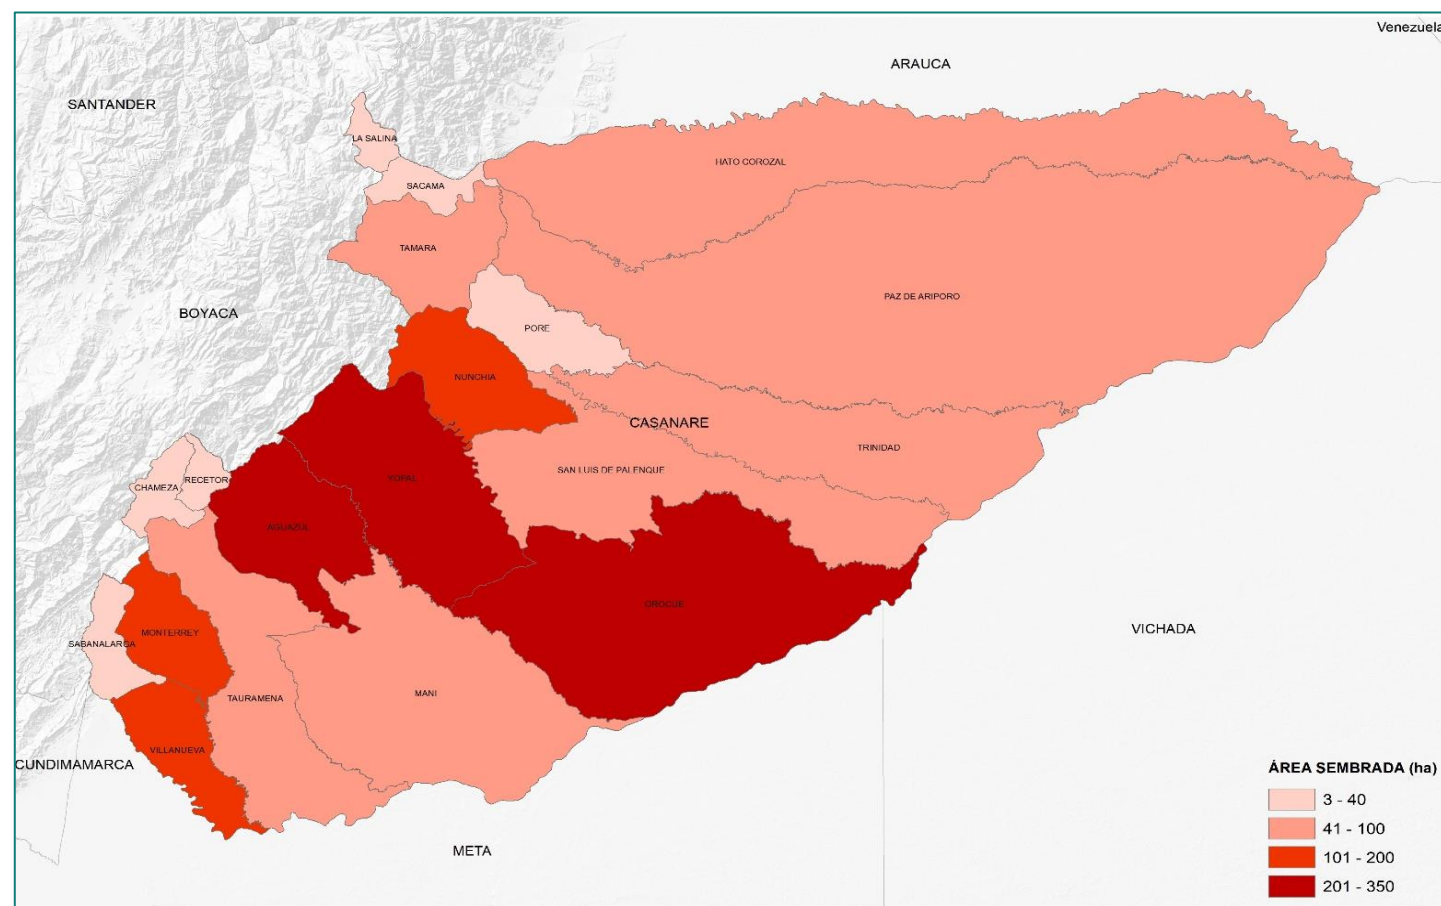 Venezuela
ARAUCA
SANTANDER
LA SALINA
HATO COROZAL
SACAMA
TAMARA
PAZ DE ARIPORO
BOYACA
PORE
NUNCHIA
CASANARE
TRINIDAD
SAN LUIS DE PALENQUE
YOPAL
RECETOR
CHAMEZA
AGUAZUL
OROCUE
VICHADA
MONTERREY
SABANALARGA
MANI
TAURAMENA
VILLANUEVA
CUNDIMAMARCA
META
ÁREA SEMBRADA (ha)
3 - 40
41 - 100
101 - 200
201 - 350